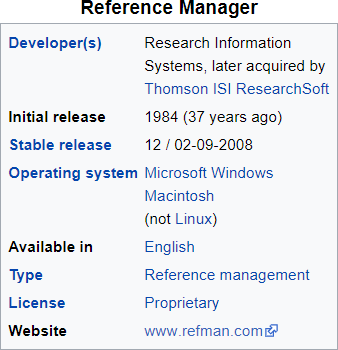 Reference Manager
Developer(s) Research Information
Systems, later acquired by
Thomson ISI ResearchSoft
Initial release 1984 (37 years ago)
Stable release 12 / 02-09-2008
Operating system Microsoft Windows
Macintosh
(not Linux)
Available in English
Type Reference management
License Proprietary
Website www.refman.com